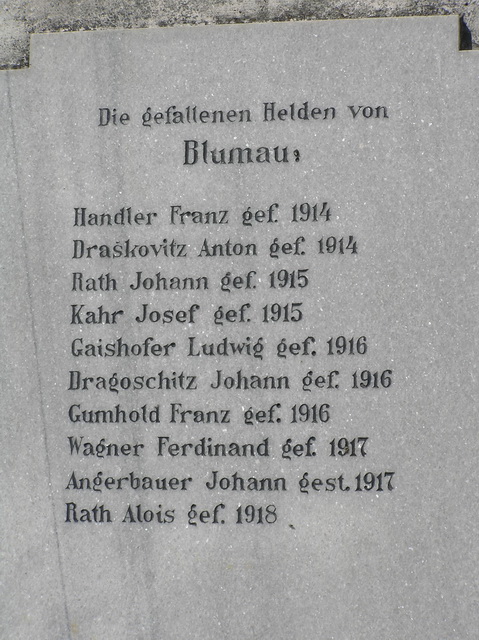 Die gefallenen Helden von
Blumau:
Handler Franz gef. 1914
Draškovitz Anton gef. 1914
Rath Johann gef. 1915
Kahr Josef gef. 1915
Gaishofer Ludwig gef. 1916
Dragoschitz Johann gef. 1916
Gumhold Franz gef. 1916
Wagner Ferdinand gef. 1917
Angerbauer Johann gest. 1917
Rath Alois gef. 1918